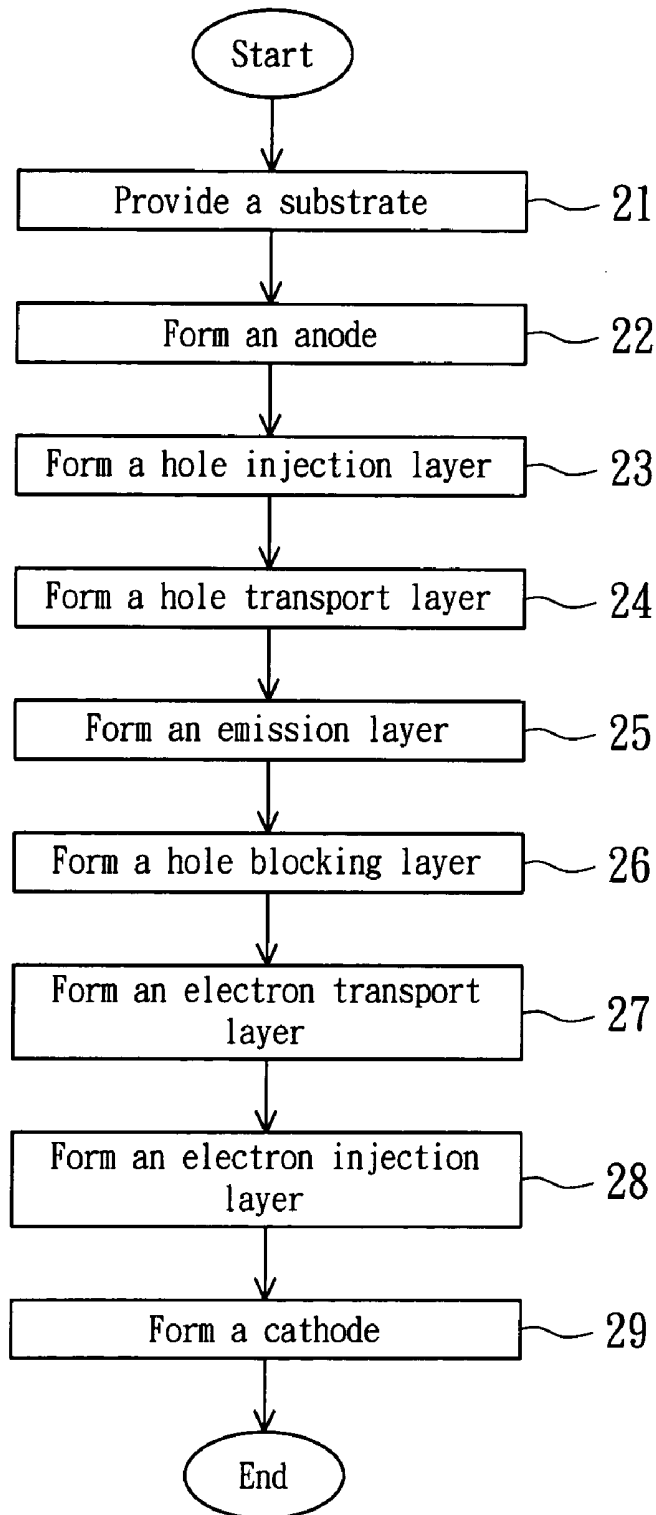 Start
Provide a substrate 21
Form an anode 22
Form a hole injection layer 23
Form a hole transport layer 24
Form an emission layer 25
Form a hole blocking layer 26
Form an electron transport
layer 27
Form an electron injection
layer 28
Form a cathode 29
End